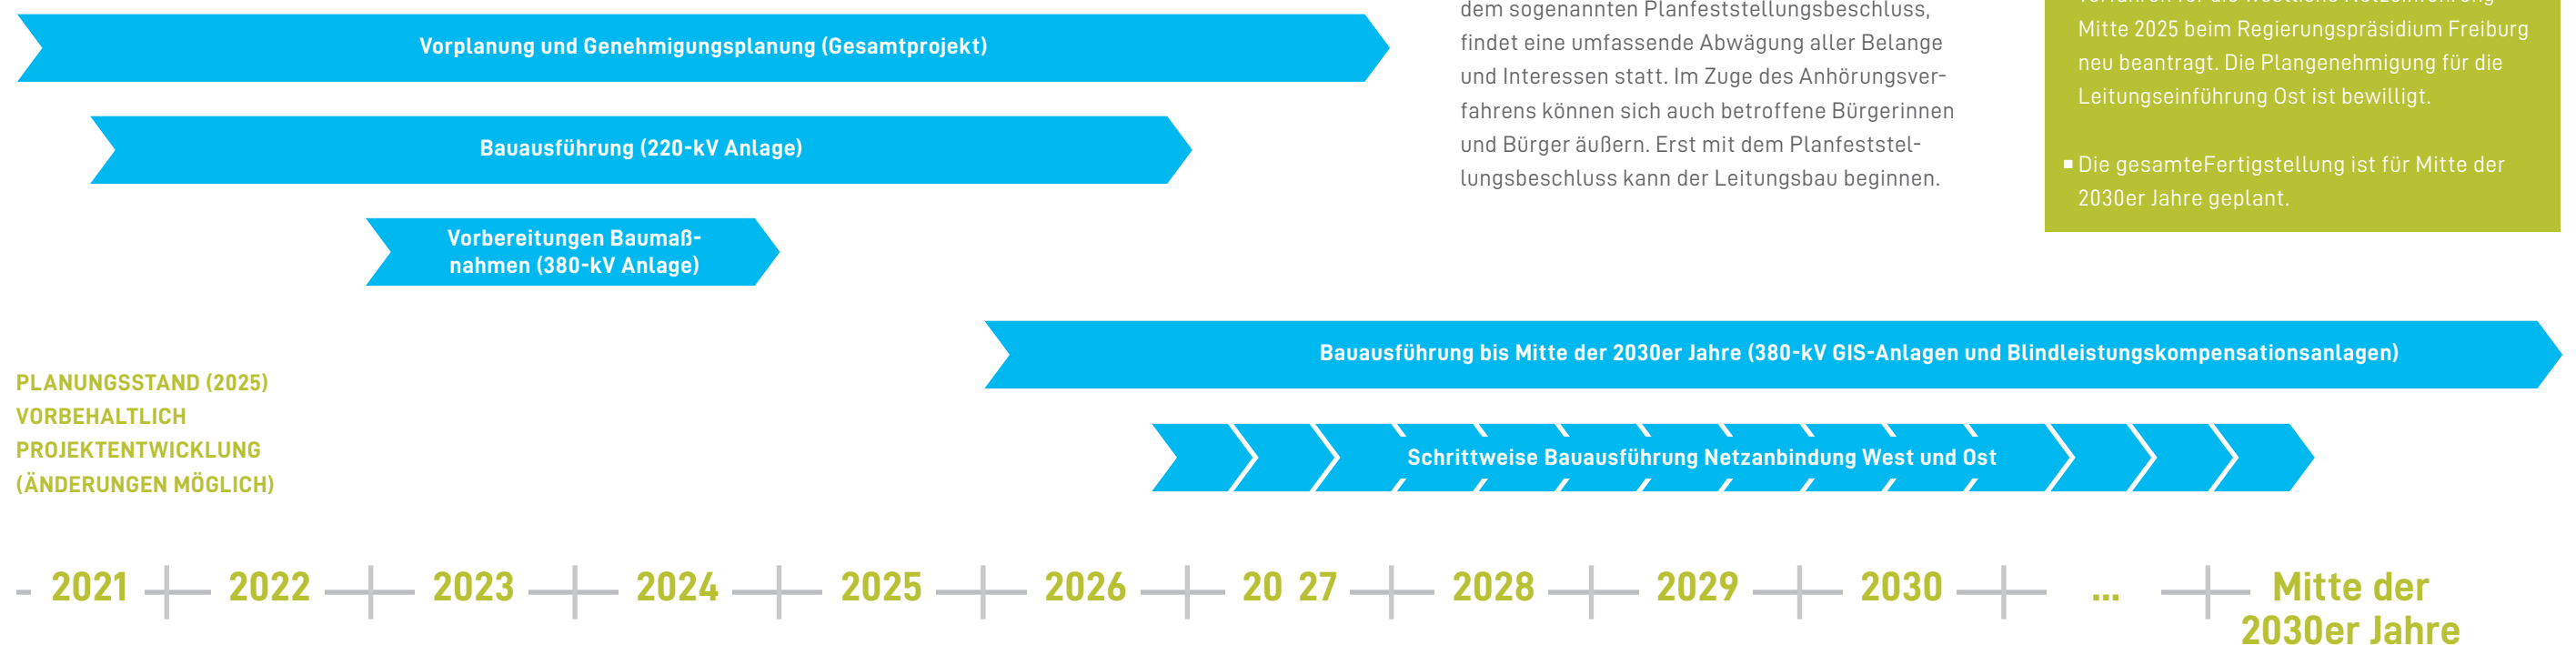 dem sogenannten Planfeststellungsbeschluss,
findet eine umfassende Abwägung aller Belange
und Interessen statt. Im Zuge des Anhörungsver-
fahrens können sich auch betroffene Bürgerinnen
und Bürger äußern. Erst mit dem Planfeststel-
lungsbeschluss kann der Leitungsbau beginnen.
Mitte 2025 beim Regierungspräsidium Freiburg
neu beantragt. Die Plangenehmigung für die
Leitungseinführung Ost ist bewilligt.
Die gesamteFertigstellung ist für Mitte der
2030er Jahre geplant.
Vorplanung und Genehmigungsplanung (Gesamtprojekt)
Bauausführung (220-kV Anlage)
Vorbereitungen Baumaß-
nahmen (380-kV Anlage)
Bauausführung bis Mitte der 2030er Jahre (380-kV GIS-Anlagen und Blindleistungskompensationsanlagen)
Schrittweise Bauausführung Netzanbindung West und Ost
PLANUNGSSTAND (2025)
VORBEHALTLICH
PROJEKTENTWICKLUNG
(ÄNDERUNGEN MÖGLICH)
2021 2022 2023 2024 2025 2026 20 27 2028 2029 2030 ... Mitte der
2030er Jahre